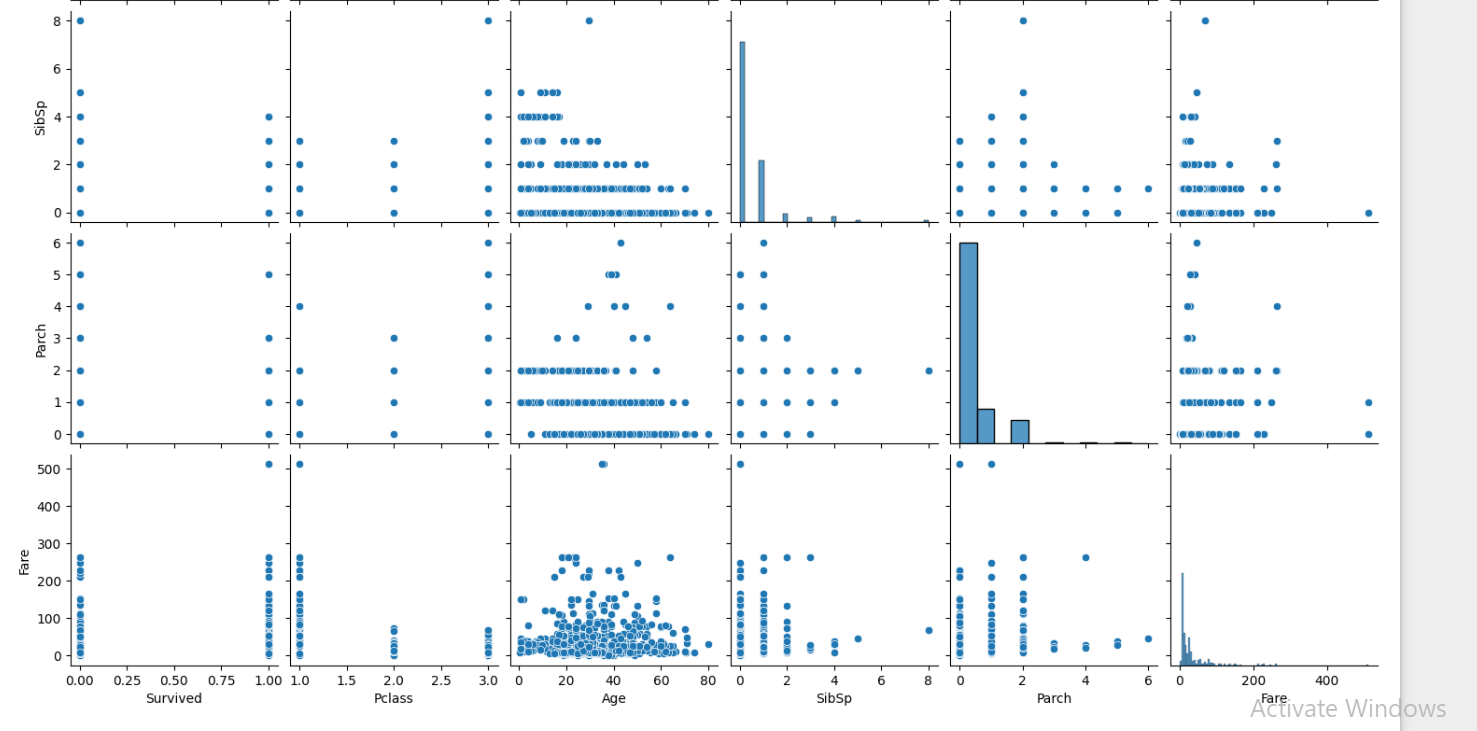 8
6
4
2
0
SibSp
6
5
4
3
2
1
0
Parch
500
400
300
200
100
0
Fare
0.00 0.25 0.50 0.75 1.00
1.0 1.5 2.0 2.5 3.0
20 40 60 80
0 2 4 6 8
0 2 4 6
0 200 400
Survived Pclass Age SibSp Parch Fare
Activate Windows